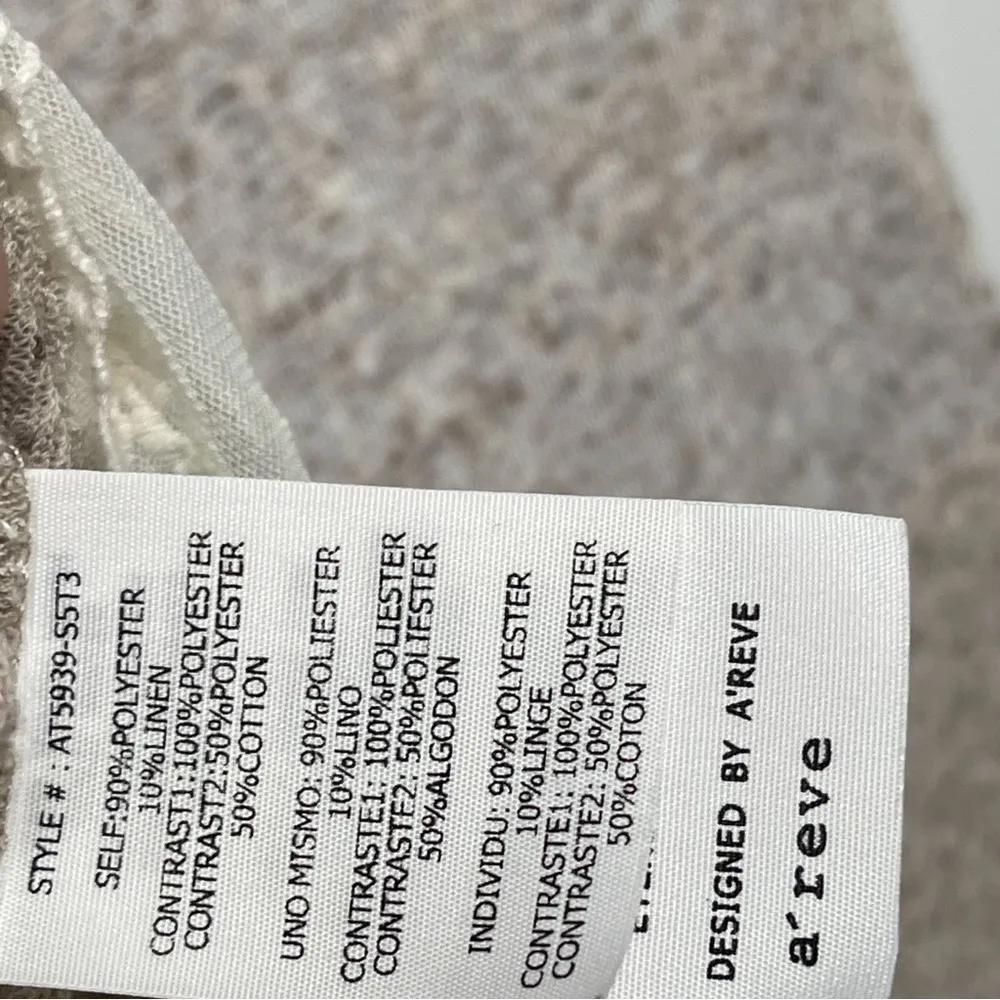 STYLE # : AT5939-SST3
SELF:90%POLYESTER
10%LINEN
CONTRAST1:100%POLYESTER
CONTRAST2:50%POLYESTER
50%COTTON
UNO MISMO: 90%POLIESTER
10%LINO
CONTRASTE1: 100%POLIESTER
CONTRASTE2: 50%POLIESTER
50%ALGODON
INDIVIDU: 90%POLYESTER
10%LINGE
CONTRASTE1: 100%POLYESTER
CONTRASTE2: 50%POLYESTER
50%COTON
DESIGNED BY A'REVE
a´reve